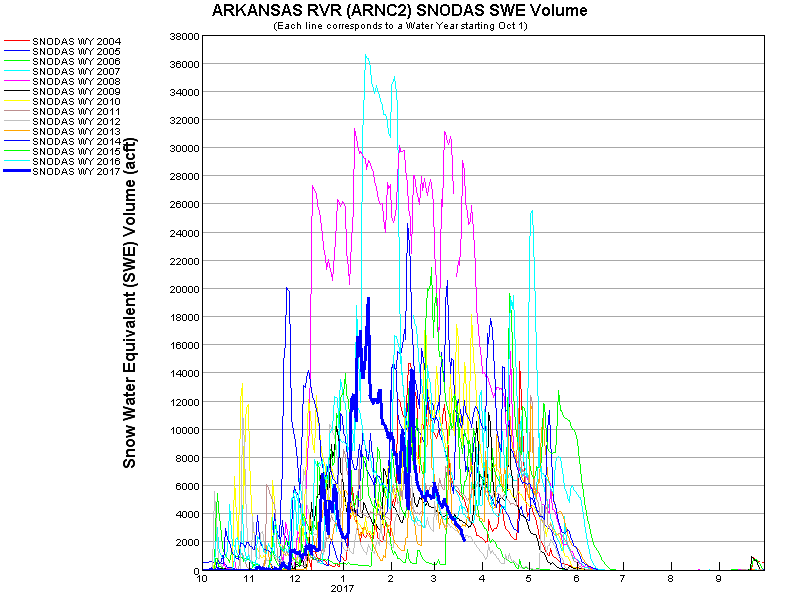 ARKANSAS RVR (ARNC2) SNODAS SWE Volume
(Each line corresponds to a Water Year starting Oct 1)
SNODAS WY 2004
SNODAS WY 2005
SNODAS WY 2006
SNODAS WY 2007
SNODAS WY 2008
SNODAS WY 2009
SNODAS WY 2010
SNODAS WY 2011
SNODAS WY 2012
SNODAS WY 2013
SNODAS WY 2014
SNODAS WY 2015
SNODAS WY 2016
SNODAS WY 2017
Snow Water Equivalent (SWE) Volume (acft)
38000
36000
34000
32000
30000
28000
26000
24000
22000
20000
18000
16000
14000
12000
10000
8000
6000
4000
2000
0
10 11 12 1 2 3 4 5 6 7 8 9
2017